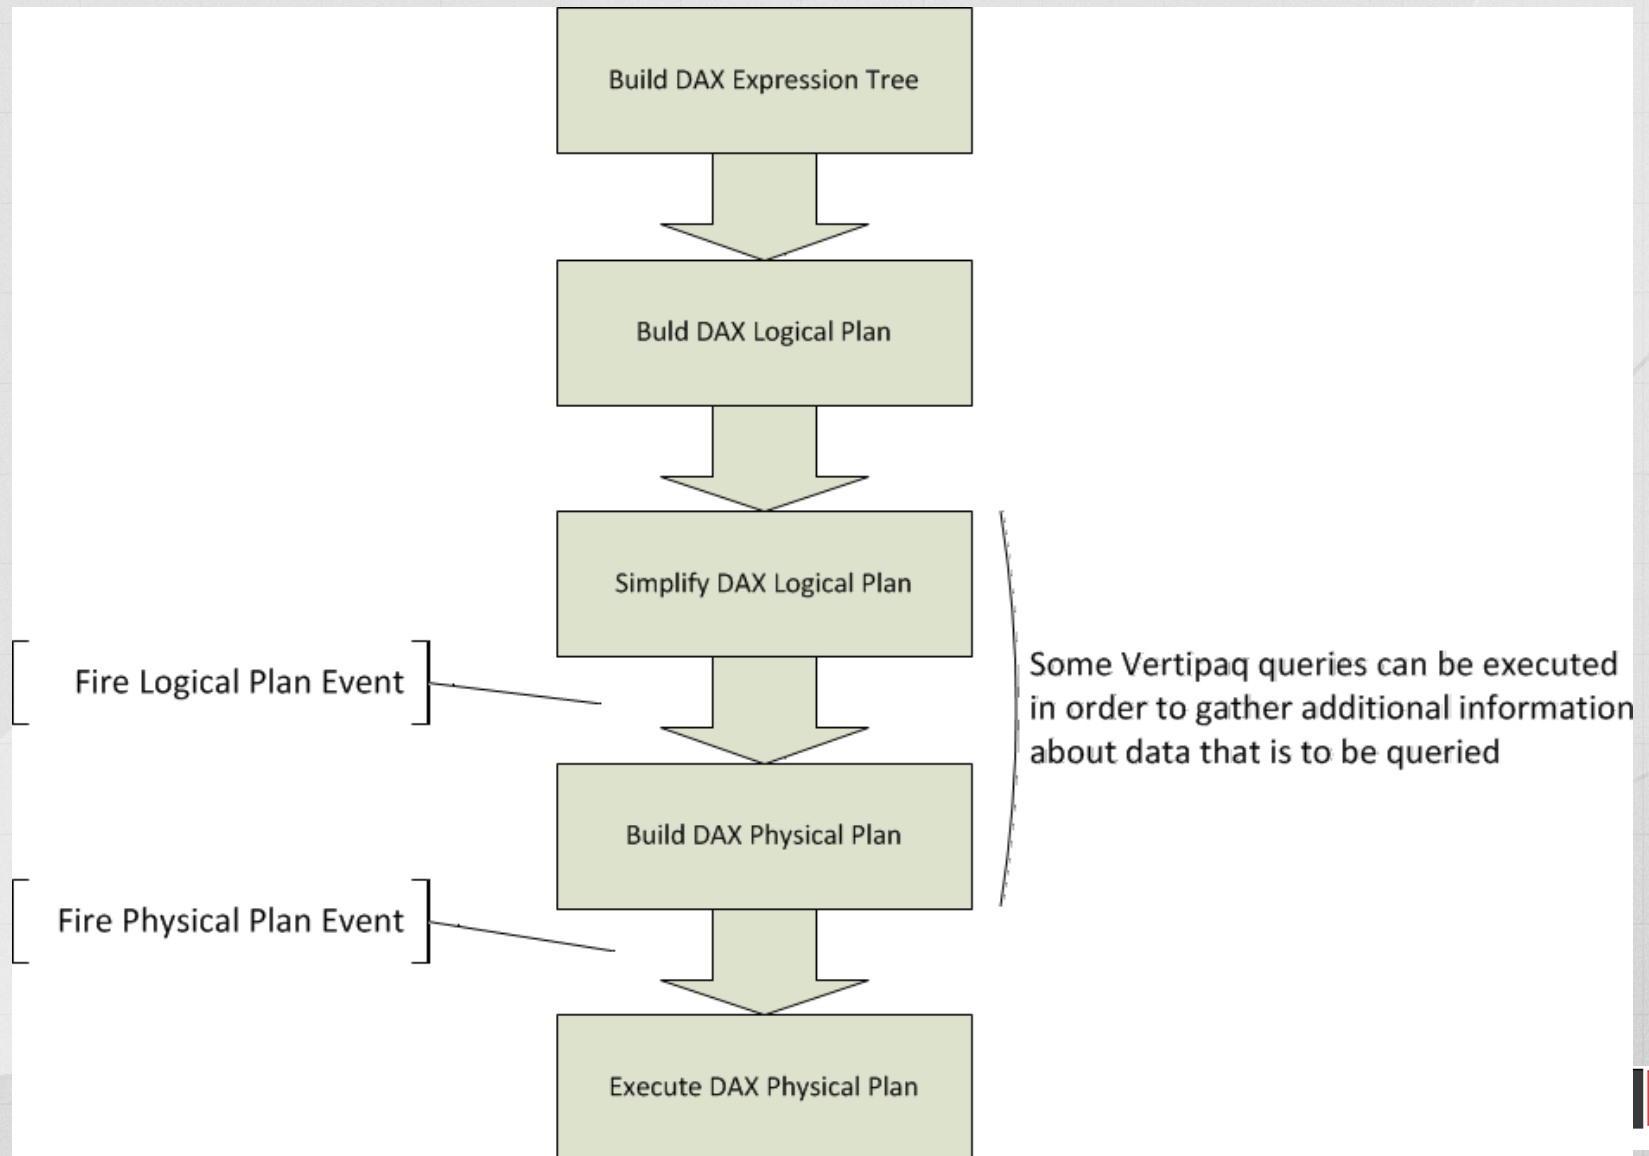 Build DAX Expression Tree
Buld DAX Logical Plan
Simplify DAX Logical Plan
Fire Logical Plan Event
Some Vertipaq queries can be executed
in order to gather additional information
about data that is to be queried
Build DAX Physical Plan
Fire Physical Plan Event
Execute DAX Physical Plan